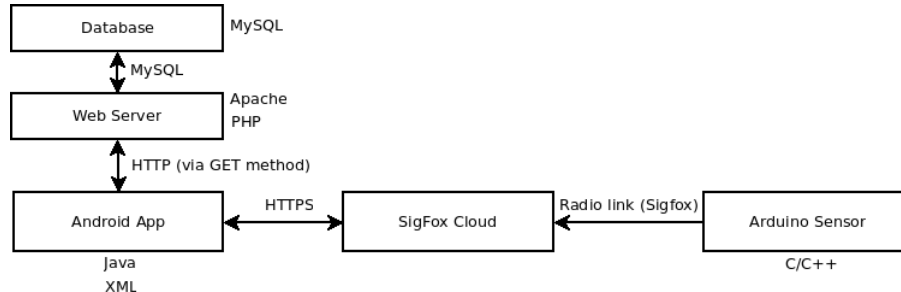 Database
MySQL
MySQL
Web Server
Apache
PHP
HTTP (via GET method)
Android App
HTTPS
SigFox Cloud
Radio link (Sigfox)
Arduino Sensor
Java
XML
C/C++